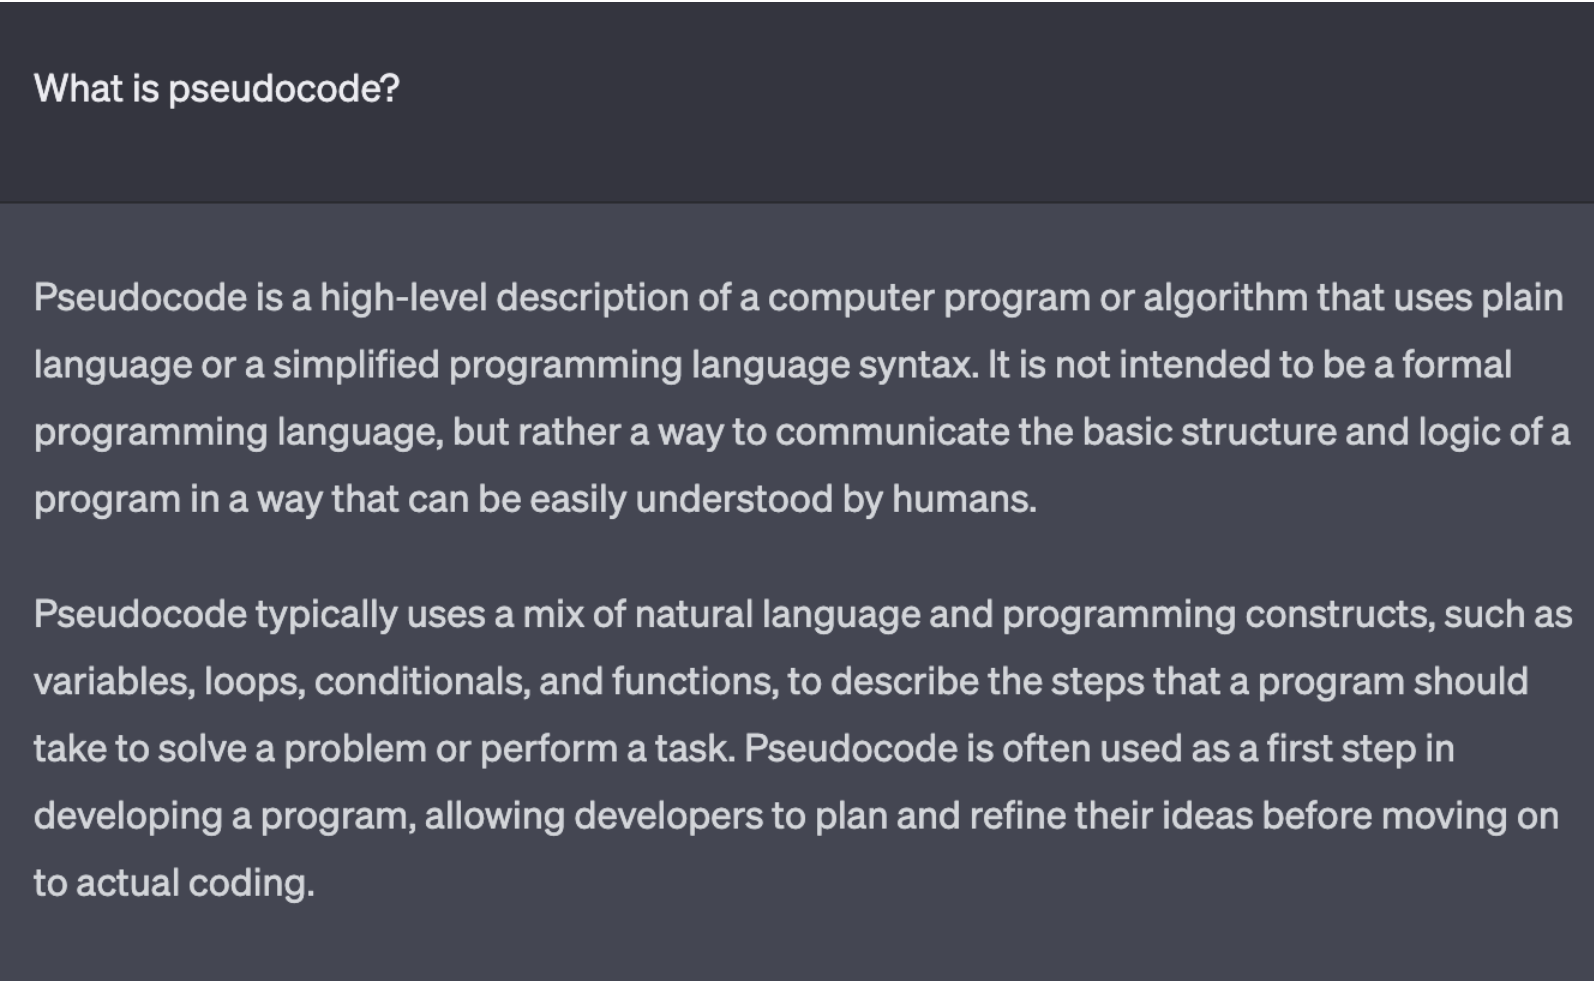 What is pseudocode?
Pseudocode is a high-level description of a computer program or algorithm that uses plain
language or a simplified programming language syntax. It is not intended to be a formal
programming language, but rather a way to communicate the basic structure and logic of a
program in a way that can be easily understood by humans.
Pseudocode typically uses a mix of natural language and programming constructs, such as
variables, loops, conditionals, and functions, to describe the steps that a program should
take to solve a problem or perform a task. Pseudocode is often used as a first step in
developing a program, allowing developers to plan and refine their ideas before moving on
to actual coding.